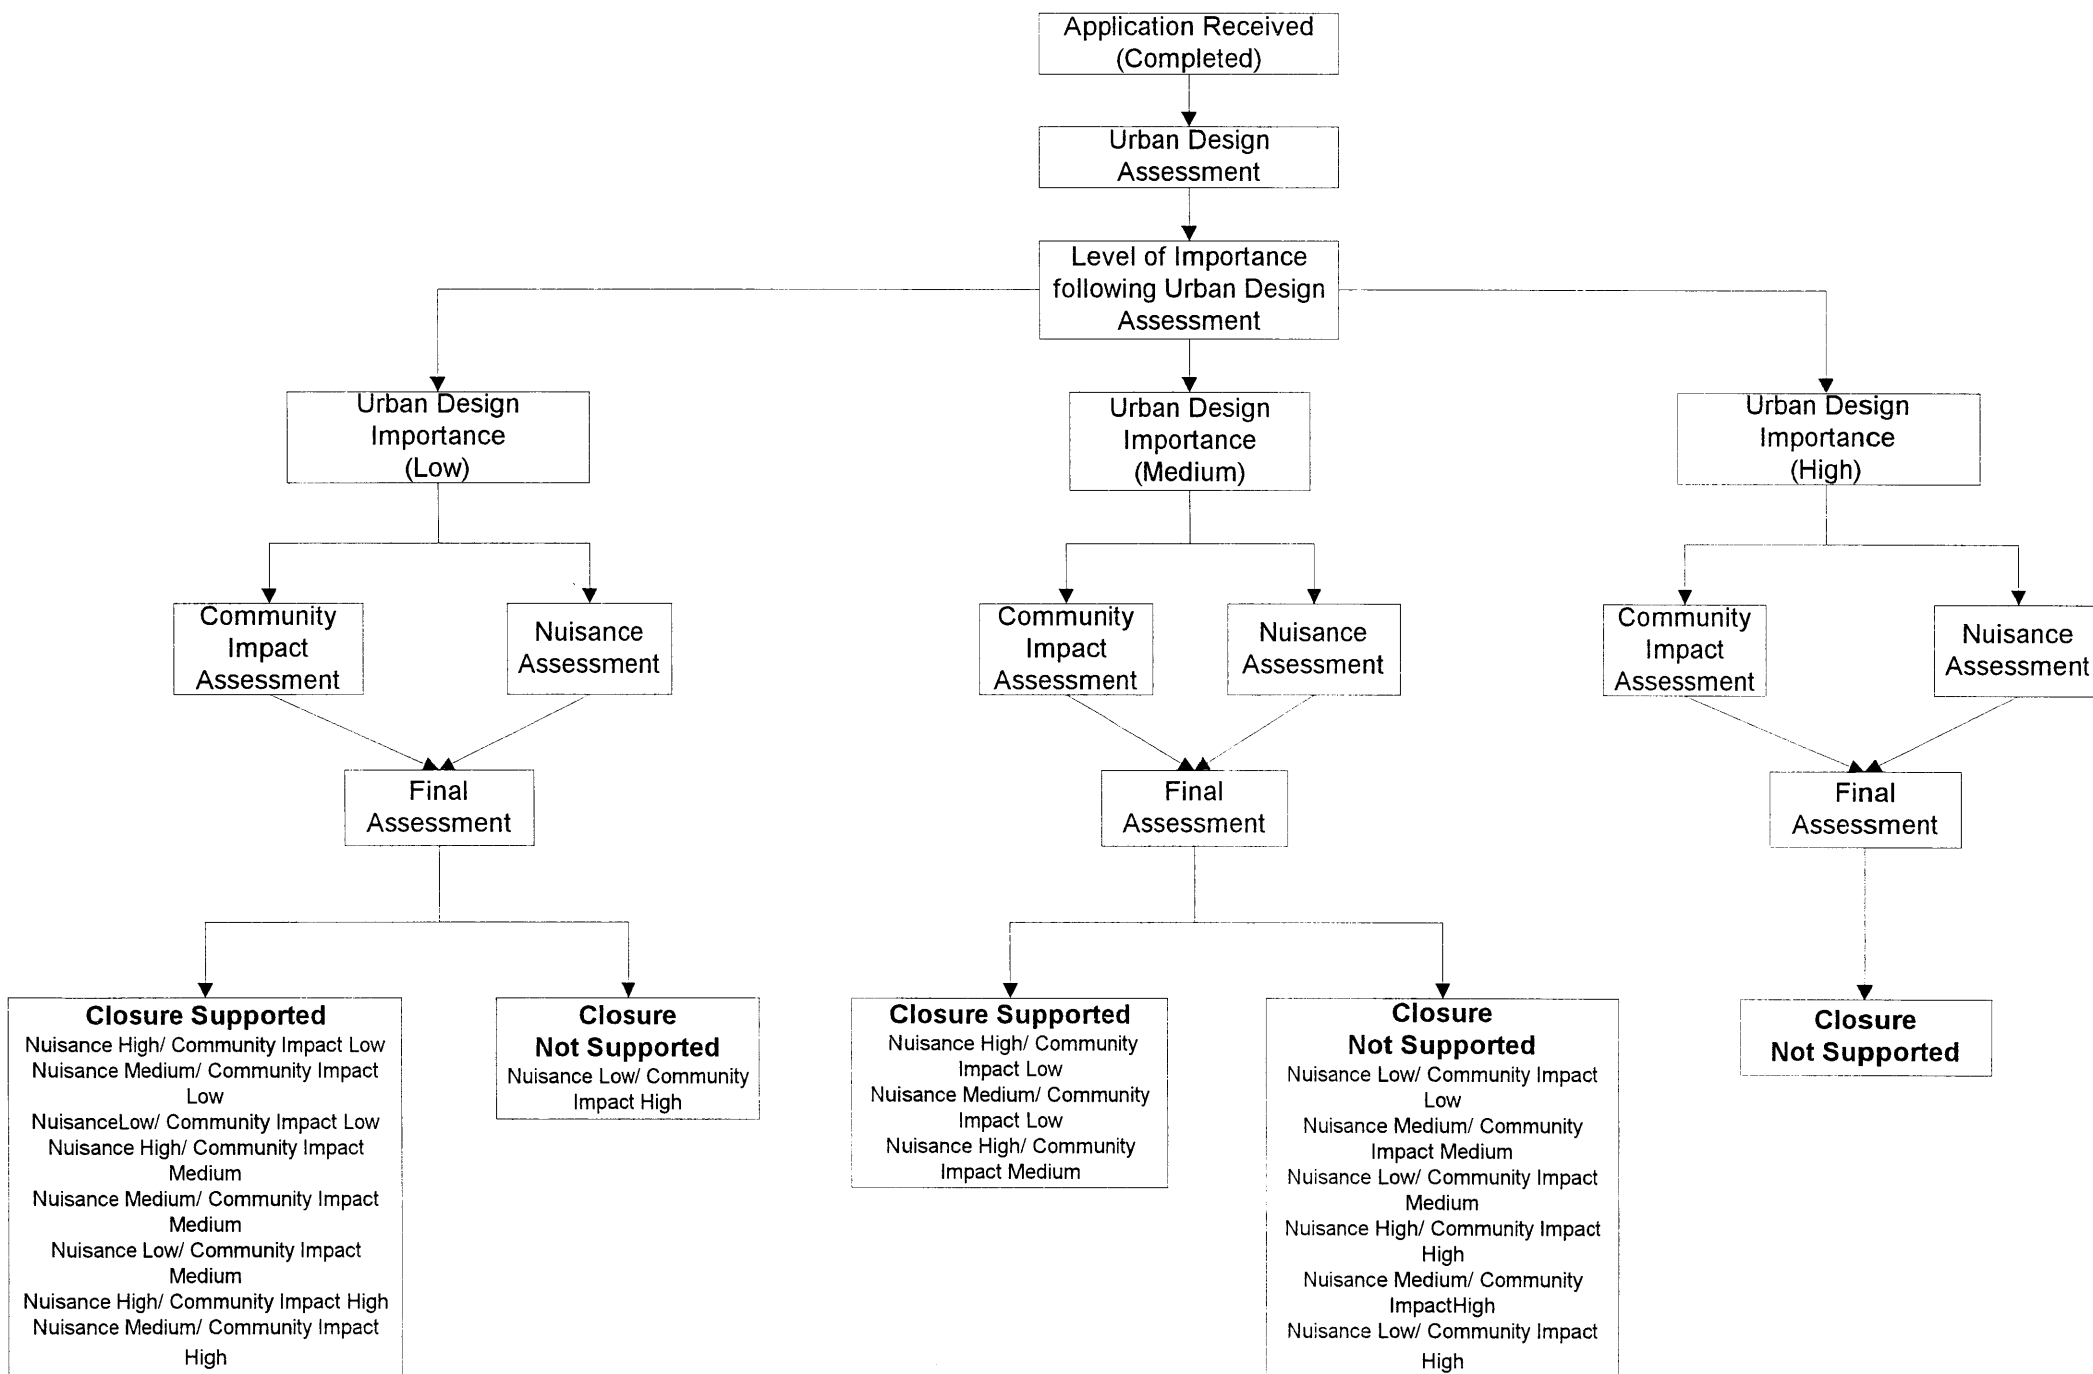 Application Received
(Completed)
Urban Design
Assessment
Level of Importance
following Urban Design
Assessment
Urban Design
Importance
(Low)
Urban Design
Importance
(Medium)
Urban Design
Importance
(High)
Community
Impact
Assessment
Nuisance
Assessment
Community
Impact
Assessment
Nuisance
Assessment
Community
Impact
Assessment
Nuisance
Assessment
Final
Assessment
Final
Assessment
Final
Assessment
Closure Supported
Nuisance High/ Community Impact Low
Nuisance Medium/ Community Impact
Low
NuisanceLow/ Community Impact Low
Nuisance High/ Community Impact
Medium
Nuisance Medium/ Community Impact
Medium
Nuisance Low/ Community Impact
Medium
Nuisance High/ Community Impact High
Nuisance Medium/ Community Impact
High
Closure
Not Supported
Nuisance Low/ Community
Impact High
Closure Supported
Nuisance High/ Community
Impact Low
Nuisance Medium/ Community
Impact Low
Nuisance High/ Community
Impact Medium
Closure
Not Supported
Nuisance Low/ Community Impact
Low
Nuisance Medium/ Community
Impact Medium
Nuisance Low/ Community Impact
Medium
Nuisance High/ Community Impact
High
Nuisance Medium/ Community
ImpactHigh
Nuisance Low/ Community Impact
High
Closure
Not Supported